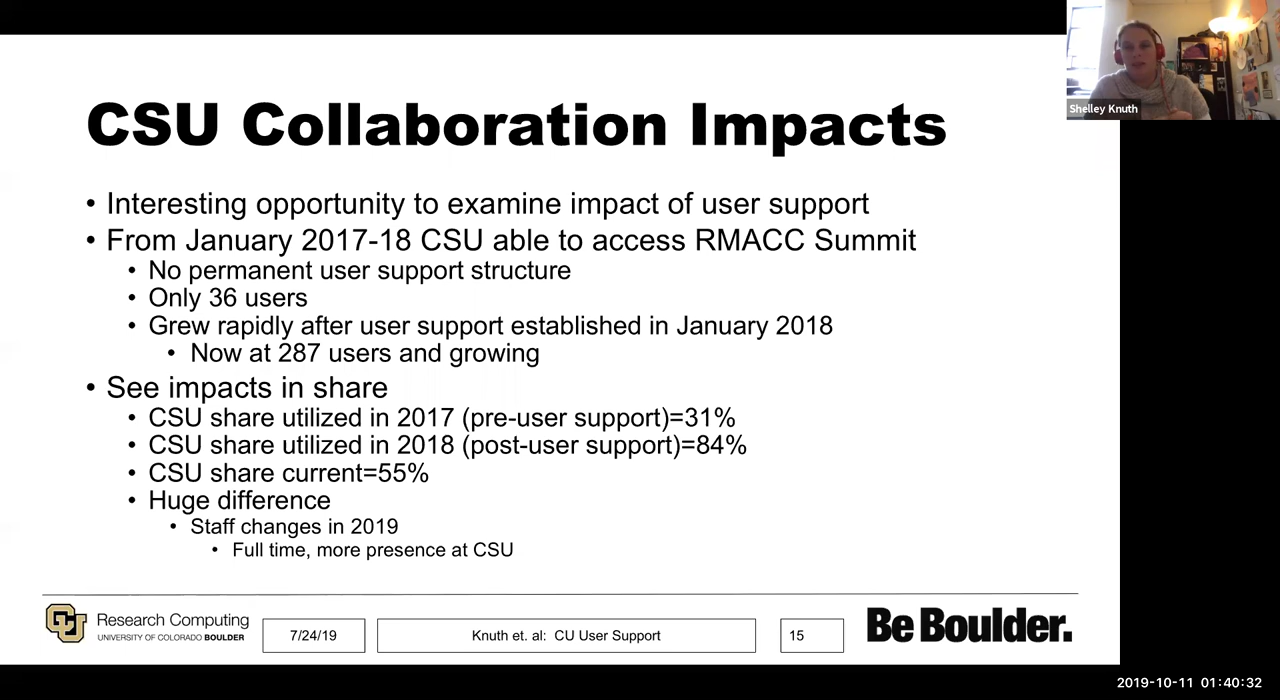 Shelley Knuth
CSU Collaboration Impacts
• Interesting opportunity to examine impact of user support
• From January 2017-18 CSU able to access RMACC Summit
• No permanent user support structure
• Only 36 users
• Grew rapidly after user support established in January 2018
• Now at 287 users and growing
• See impacts in share
• CSU share utilized in 2017 (pre-user support)=31%
• CSU share utilized in 2018 (post-user support)=84%
• CSU share current=55%
• Huge difference
• Staff changes in 2019
• Full time, more presence at CSU
CU
Research Computing
UNIVERSITY OF COLORADO BOULDER
7/24/19
Knuth et. al: CU User Support
15
Be Boulder.
2019-10-11 01:40:32